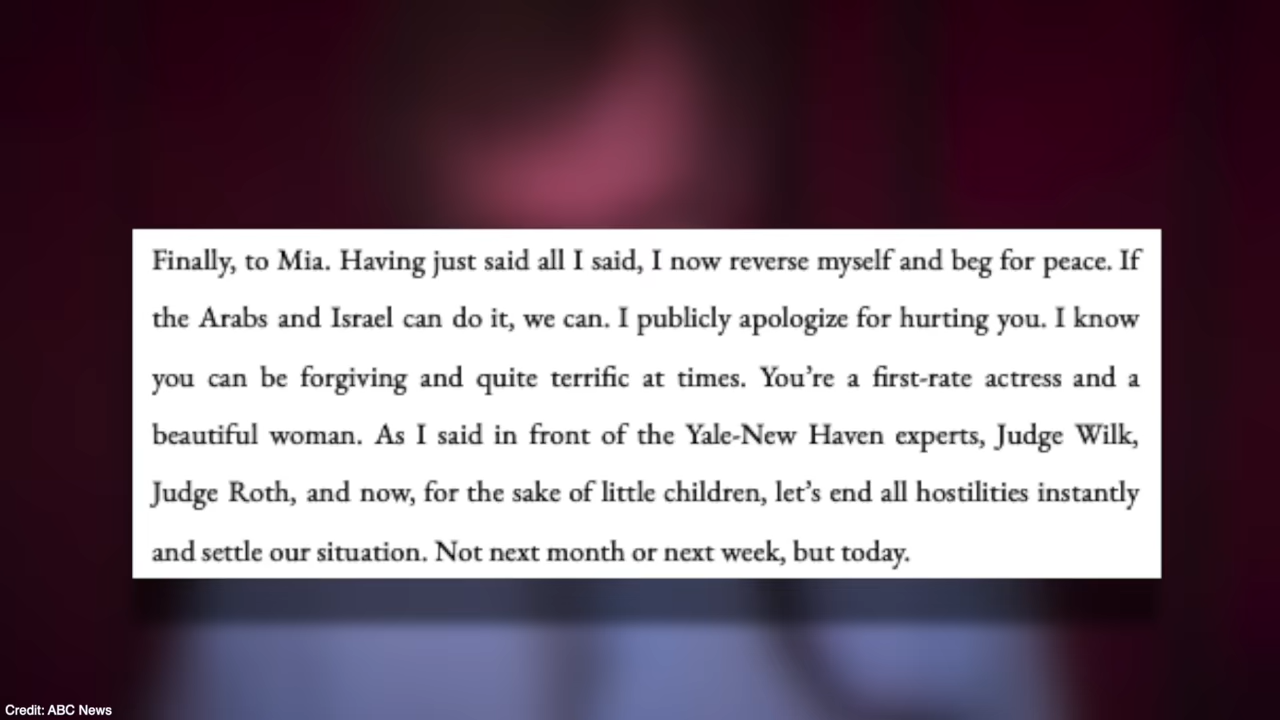 Finally, to Mia. Having just said all I said, I now reverse myself and beg for peace. If
the Arabs and Israel can do it, we can. I publicly apologize for hurting you. I know
you can be forgiving and quite terrific at times. You're a first-rate actress and a
beautiful woman. As I said in front of the Yale-New Haven experts, Judge Wilk,
Judge Roth, and now, for the sake of little children, let's end all hostilities instantly
and settle our situation. Not next month or next week, but today.
Credit: ABC News